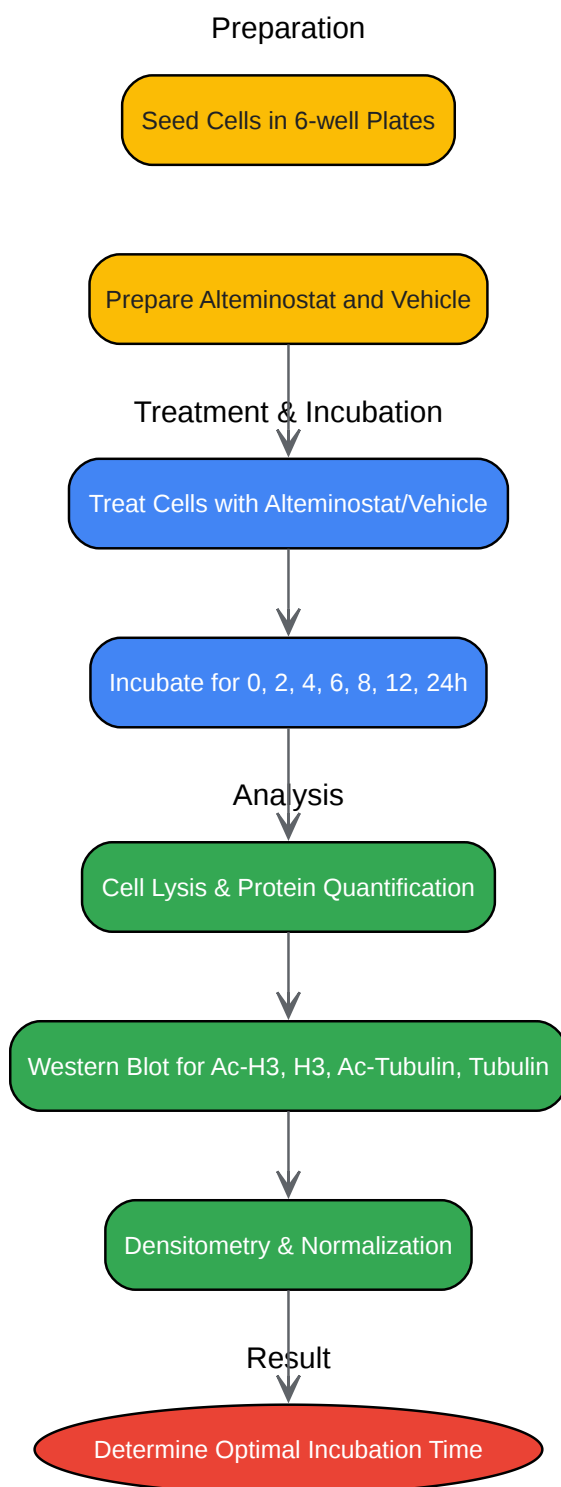 Preparation
Seed Cells in 6-well Plates
Prepare Alteminostat and Vehicle
Treatment & Incubation
Treat Cells with Alteminostat/Vehicle
Incubate for 0, 2, 4, 6, 8, 12, 24h
Analysis
Cell Lysis & Protein Quantification
Western Blot for Ac-H3, H3, Ac-Tubulin, Tubulin
Densitometry & Normalization
Result
Determine Optimal Incubation Time